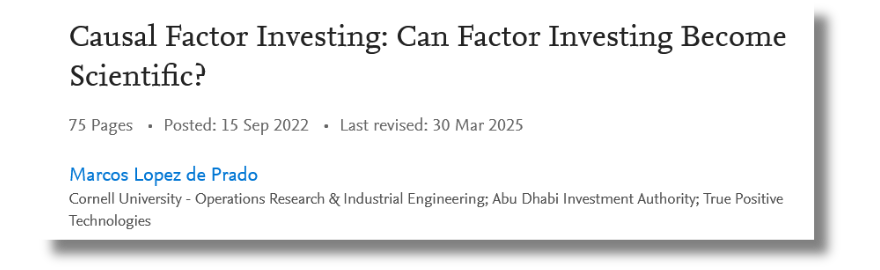 Causal Factor Investing: Can Factor Investing Become
Scientific?
75 Pages • Posted: 15 Sep 2022 • Last revised: 30 Mar 2025
Marcos Lopez de Prado
Cornell University - Operations Research & Industrial Engineering; Abu Dhabi Investment Authority; True Positive
Technologies